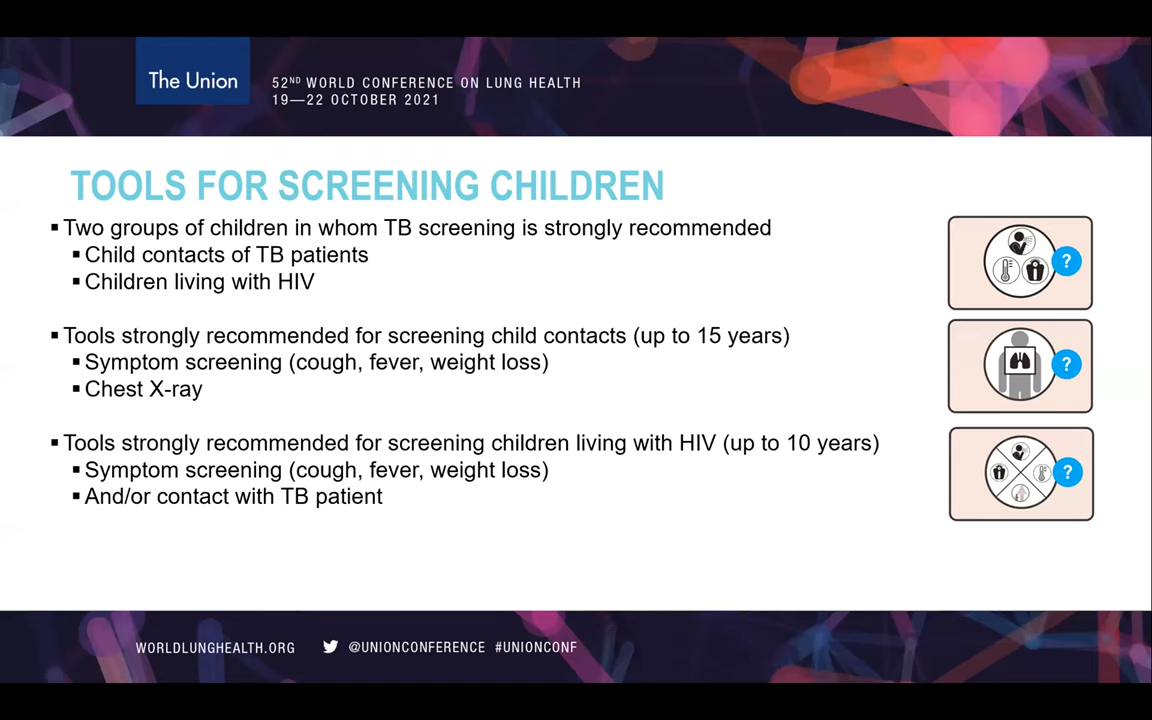 The Union
52ND WORLD CONFERENCE ON LUNG HEALTH
19—22 OCTOBER 2021
TOOLS FOR SCREENING CHILDREN
▪ Two groups of children in whom TB screening is strongly recommended
▪ Child contacts of TB patients
▪ Children living with HIV
?
▪ Tools strongly recommended for screening child contacts (up to 15 years)
▪ Symptom screening (cough, fever, weight loss)
▪ Chest X-ray
?
▪ Tools strongly recommended for screening children living with HIV (up to 10 years)
▪ Symptom screening (cough, fever, weight loss)
▪ And/or contact with TB patient
?
WORLDLUNGHEALTH.ORG @UNIONCONFERENCE #UNIONCONF